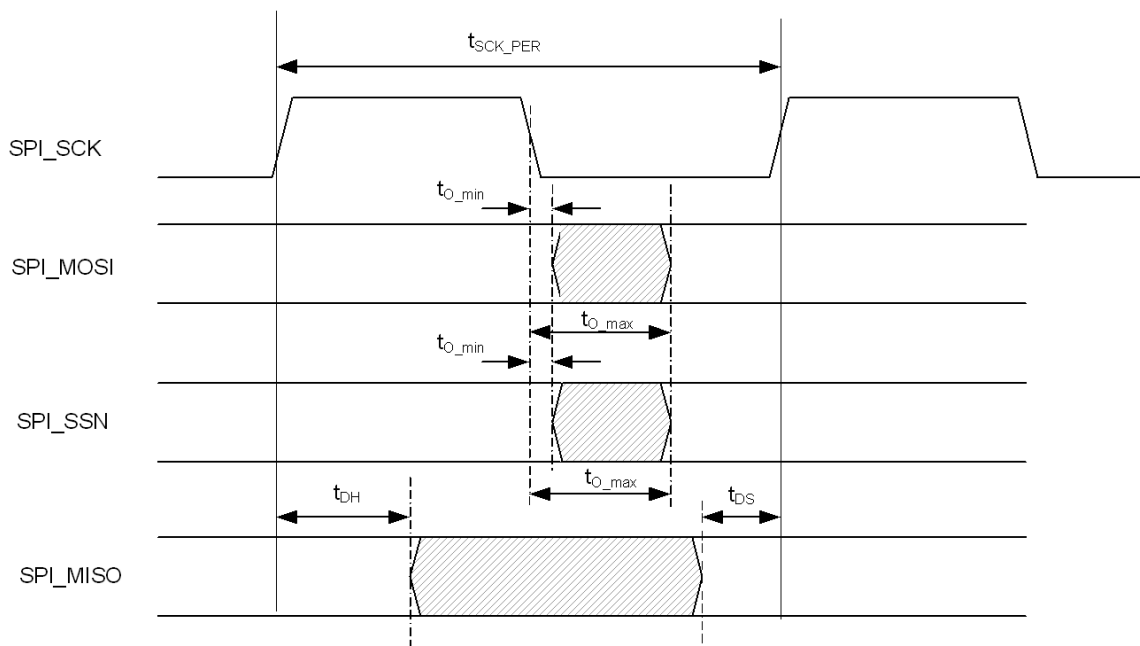 tSCK_PER
SPI_SCK
tO_min
SPI_MOSI
tO_max
tO_min
SPI_SSN
tO_max
tDH
tDS
SPI_MISO